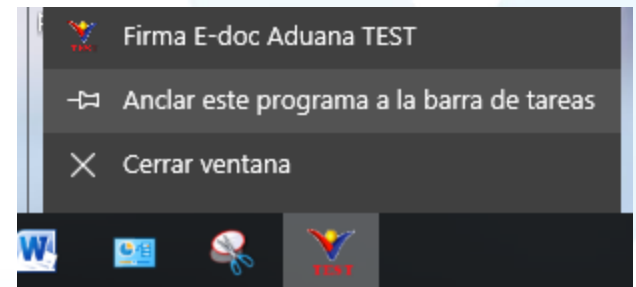 Firma E-doc Aduana TEST
Anclar este programa a la barra de tareas
Cerrar ventana
W
TEST